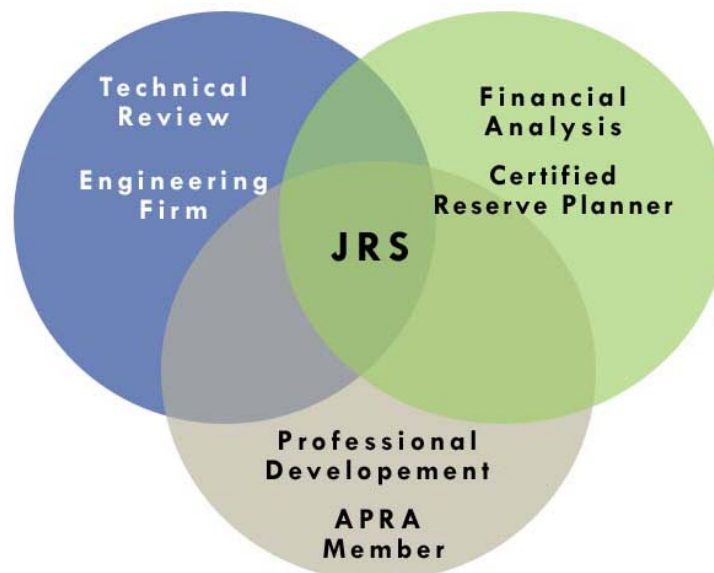 Technical
Review
Engineering
Firm
Financial
Analysis
Certified
Reserve Planner
JRS
Professional
Developement
APRA
Member